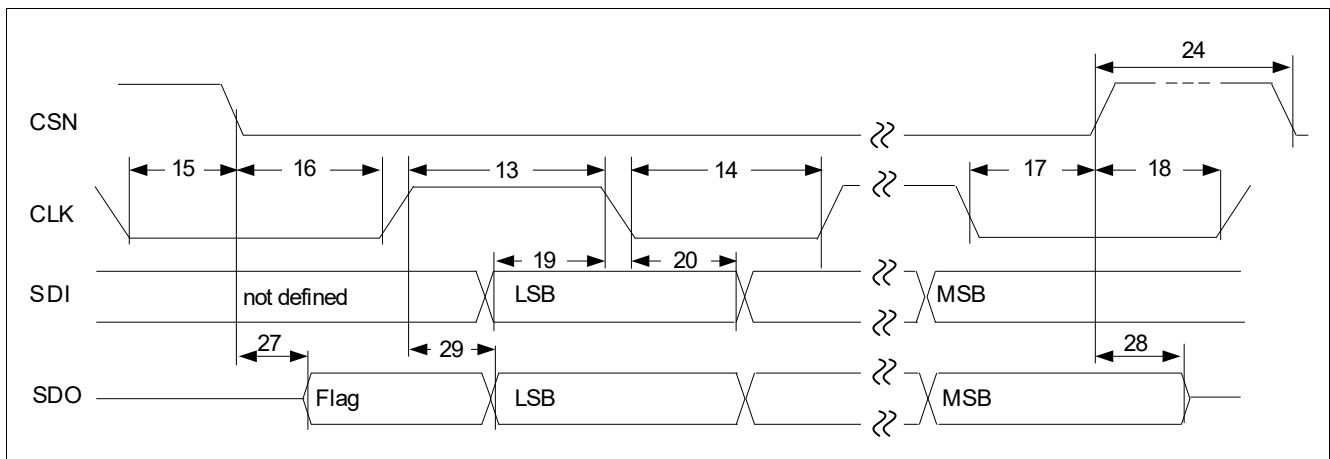 24
CSN
15 16 13 14 17 18
CLK
19 20
SDI not defined LSB MSB
27 29 28
SDO Flag LSB MSB